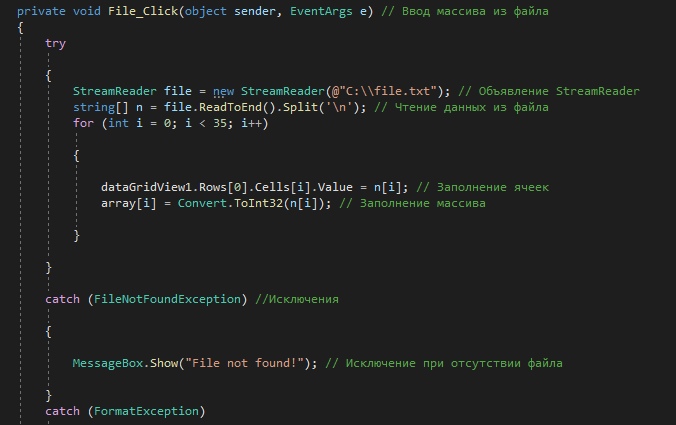 private void File_Click(object sender, EventArgs e) // Ввод массива из файла
{
try
{
StreamReader file = new StreamReader(@"C:\\file.txt"); // Объявление StreamReader
string[] n = file.ReadToEnd().Split('\n'); // Чтение данных из файла
for (int i = 0; i < 35; i++)
{
dataGridView1.Rows[0].Cells[i].Value = n[i]; // Заполнение ячеек
array[i] = Convert.ToInt32(n[i]); // Заполнение массива
}
}
catch (FileNotFoundException) //Исключения
{
MessageBox.Show("File not found!"); // Исключение при отсутствии файла
}
catch (FormatException)